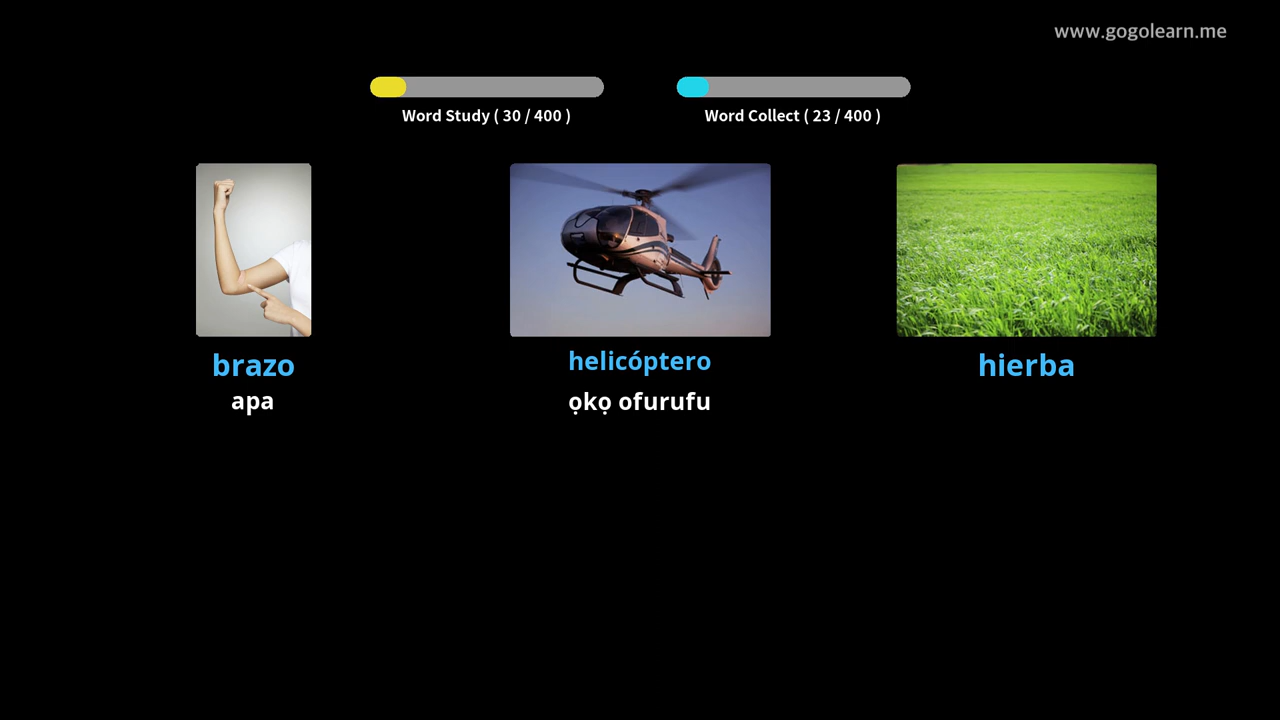 www.gogolearn.me
Word Study ( 30 / 400 )
Word Collect ( 23 / 400 )
brazo
helicóptero
hierba
apa
ọkọ ofurufu